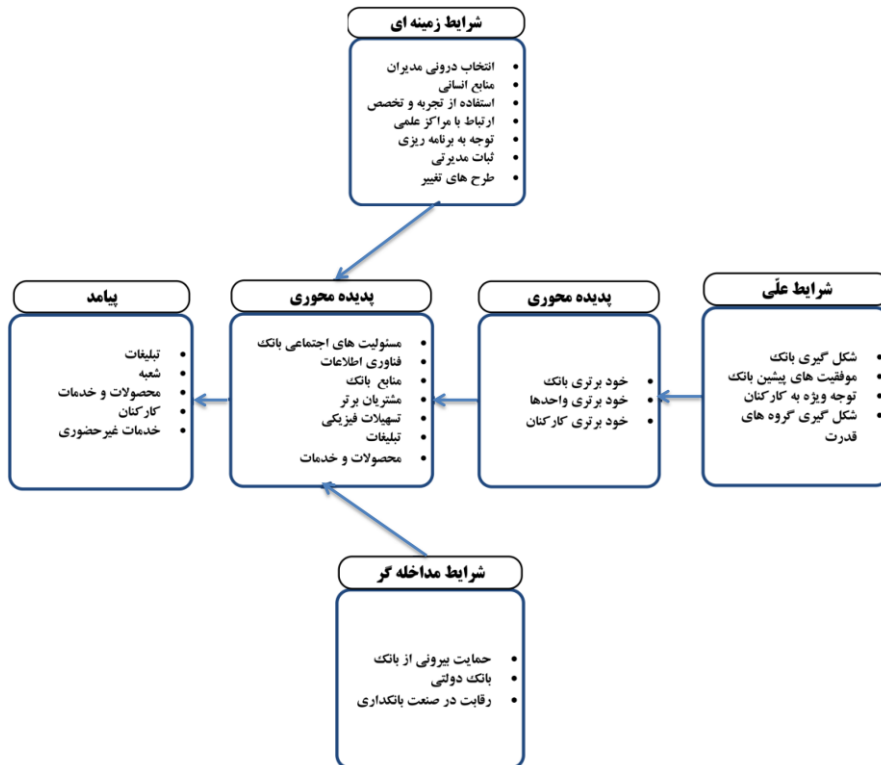 شرایط زمینه ای
انتخاب درونی مدیران
منابع انسانی
استفاده از تجربه و تخصص
ارتباط با مراکز علمی
توجه به برنامه ریزی
ثبات مدیرتی
طرح های تغییر
شرایط علّی
شکل گیری بانک
موفقیت های پیشین بانک
توجه ویژه به کارکنان
شکل گیری گروه های
قدرت
پدیده محوری
خود برتری بانک
خود برتری واحدها
خود برتری کارکنان
پدیده محوری
مسئولیت های اجتماعی بانک
فناوری اطلاعات
منابع بانک
مشتریان برتر
تسهیلات فیزیکی
تبلیغات
محصولات و خدمات
پیامد
تبلیغات
شعبه
محصولات و خدمات
کارکنان
خدمات غیرحضوری
شرایط مداخله گر
حمایت بیرونی از بانک
بانک دولتی
رقابت در صنعت بانکداری